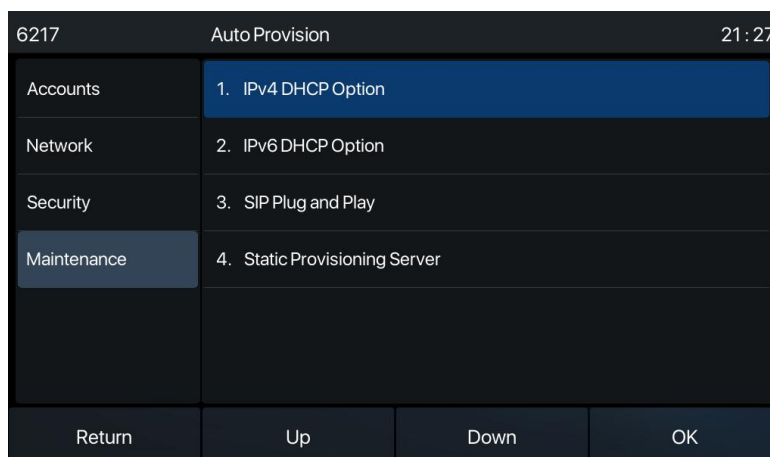 6217 Auto Provision 21:27
Accounts
Network
Security
Maintenance
1. IPv4 DHCP Option
2. IPv6 DHCP Option
3. SIP Plug and Play
4. Static Provisioning Server
Return Up Down OK